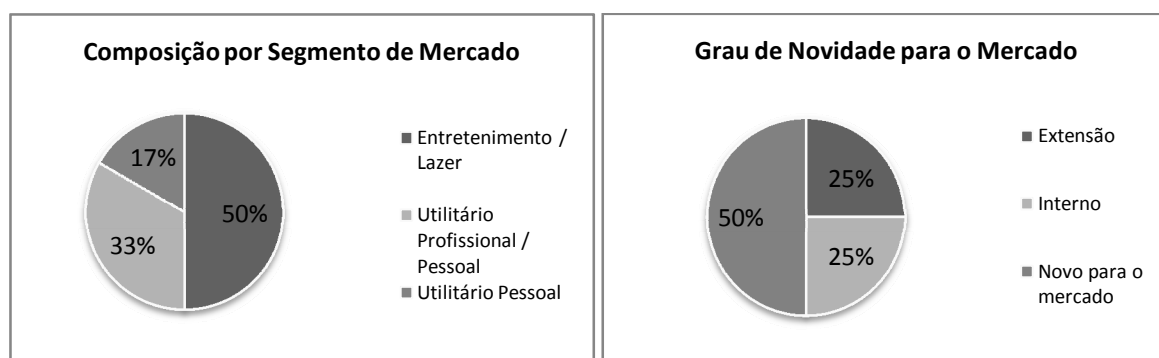 Composição por Segmento de Mercado
17%
50%
33%
Entretenimento /
Lazer
Utilitário
Profissional /
Pessoal
Utilitário Pessoal
Grau de Novidade para o Mercado
25%
50%
25%
Extensão
Interno
Novo para o
mercado